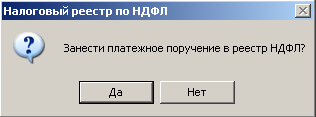 Налоговый реестр по НДФЛ
Занести платежное поручение в реестр НДФЛ?
Да
Нет